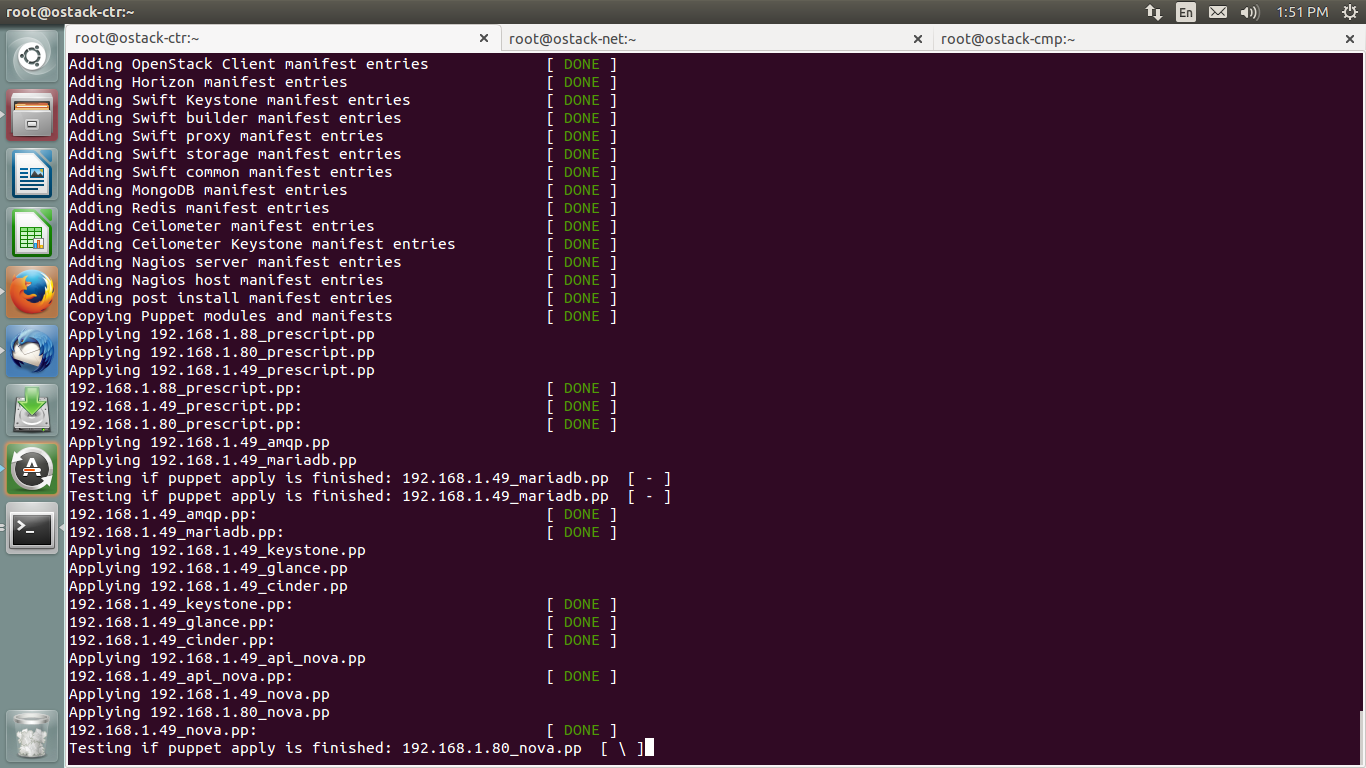 root@ostack-ctr:~
En
1:51 PM
root@ostack-ctr:~ × root@ostack-net:~ × root@ostack-cmp:~ ×
Adding OpenStack Client manifest entries [ DONE ]
Adding Horizon manifest entries [ DONE ]
Adding Swift Keystone manifest entries [ DONE ]
Adding Swift builder manifest entries [ DONE ]
Adding Swift proxy manifest entries [ DONE ]
Adding Swift storage manifest entries [ DONE ]
Adding Swift common manifest entries [ DONE ]
Adding MongoDB manifest entries [ DONE ]
Adding Redis manifest entries [ DONE ]
Adding Ceilometer manifest entries [ DONE ]
Adding Ceilometer Keystone manifest entries [ DONE ]
Adding Nagios server manifest entries [ DONE ]
Adding Nagios host manifest entries [ DONE ]
Adding post install manifest entries [ DONE ]
Copying Puppet modules and manifests [ DONE ]
Applying 192.168.1.88_prescript.pp
Applying 192.168.1.80_prescript.pp
Applying 192.168.1.49_prescript.pp
192.168.1.88_prescript.pp: [ DONE ]
192.168.1.49_prescript.pp: [ DONE ]
192.168.1.80_prescript.pp: [ DONE ]
Applying 192.168.1.49_amqp.pp
Applying 192.168.1.49_mariadb.pp
Testing if puppet apply is finished: 192.168.1.49_mariadb.pp [ - ]
Testing if puppet apply is finished: 192.168.1.49_mariadb.pp [ - ]
192.168.1.49_amqp.pp: [ DONE ]
192.168.1.49_mariadb.pp: [ DONE ]
Applying 192.168.1.49_keystone.pp
Applying 192.168.1.49_glance.pp
Applying 192.168.1.49_cinder.pp
192.168.1.49_keystone.pp: [ DONE ]
192.168.1.49_glance.pp: [ DONE ]
192.168.1.49_cinder.pp: [ DONE ]
Applying 192.168.1.49_api_nova.pp
192.168.1.49_api_nova.pp: [ DONE ]
Applying 192.168.1.49_nova.pp
Applying 192.168.1.80_nova.pp
192.168.1.49_nova.pp: [ DONE ]
Testing if puppet apply is finished: 192.168.1.80_nova.pp [ \ ]